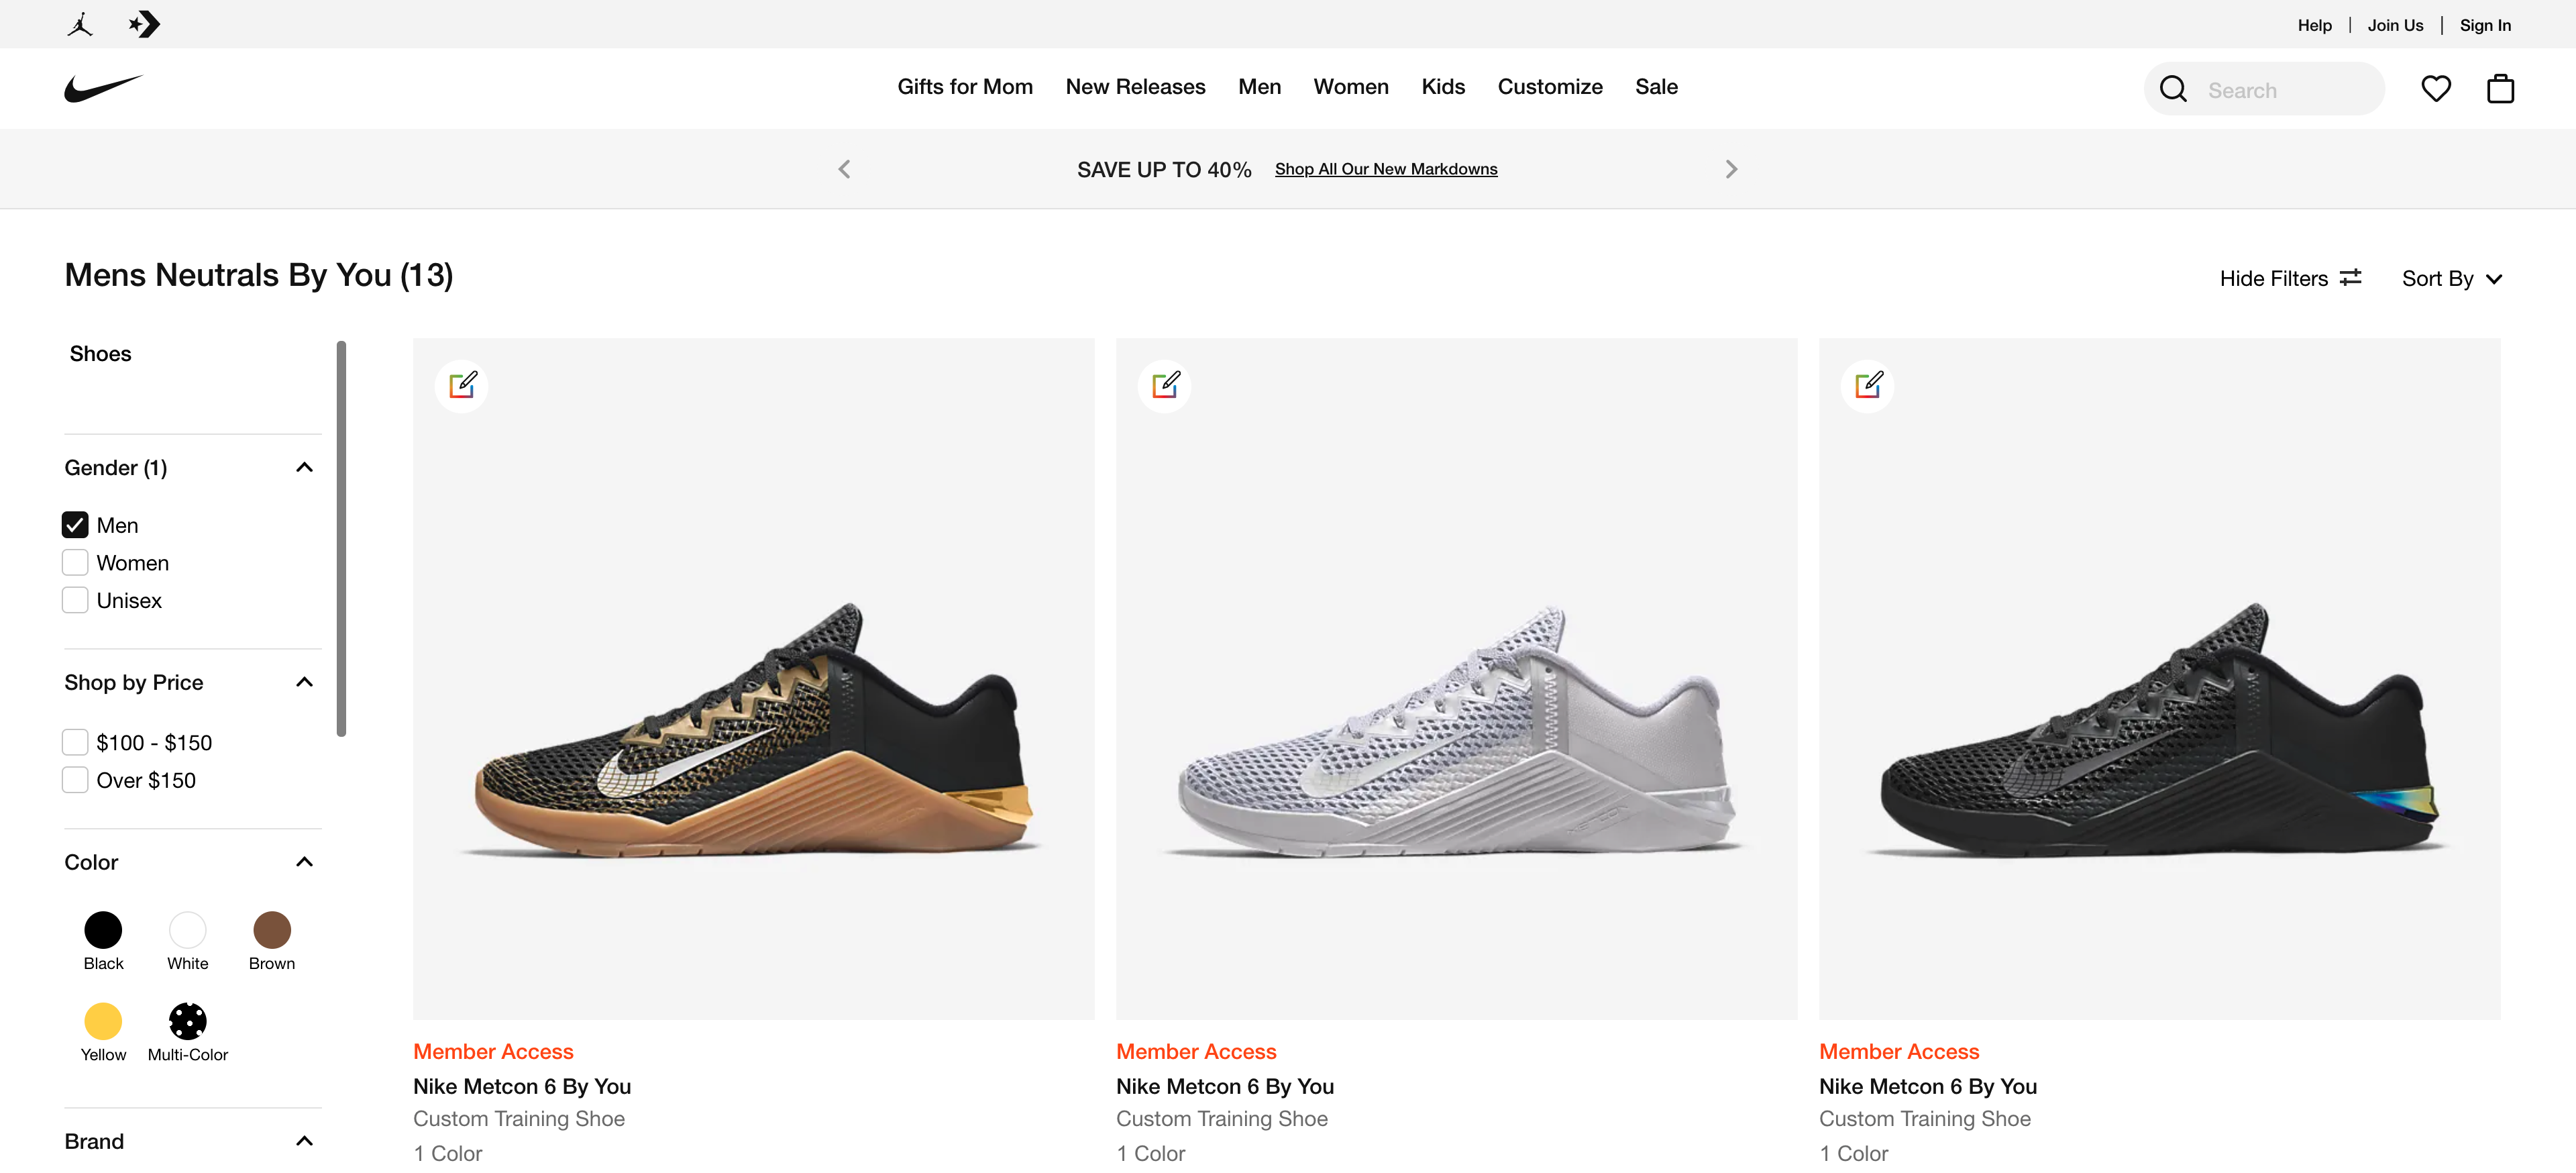 Help | Join Us | Sign In
Gifts for Mom New Releases Men Women Kids Customize Sale
Search
SAVE UP TO 40% Shop All Our New Markdowns
Mens Neutrals By You (13)
Hide Filters Sort By
Shoes
Gender (1)
Men
Women
Unisex
Shop by Price
$100 - $150
Over $150
Color
Black White Brown
Yellow Multi-Color
Brand
Member Access
Nike Metcon 6 By You
Custom Training Shoe
1 Color
Member Access
Nike Metcon 6 By You
Custom Training Shoe
1 Color
Member Access
Nike Metcon 6 By You
Custom Training Shoe
1 Color